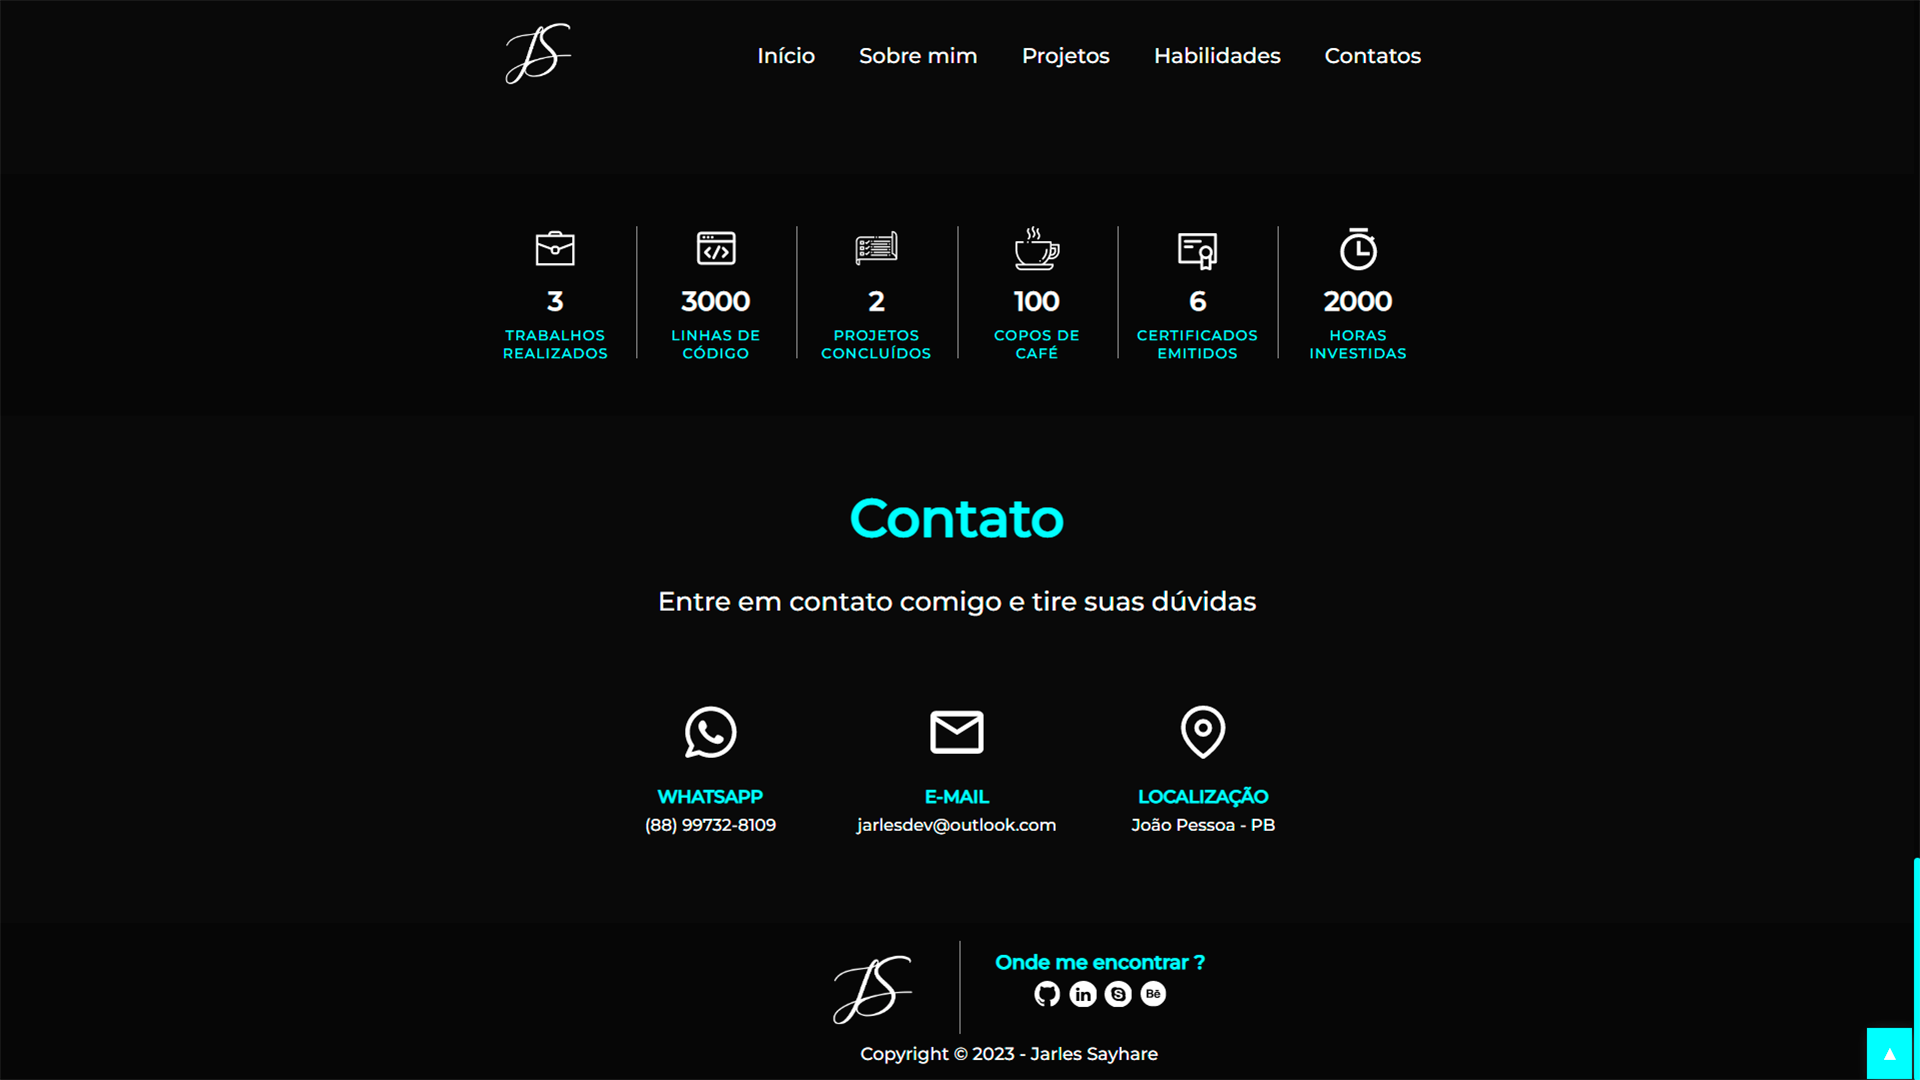 JS
Início Sobre mim Projetos Habilidades Contatos
3 3000 2 100 6 2000
TRABALHOS REALIZADOS
LINHAS DE CÓDIGO
PROJETOS CONCLUÍDOS
COPOS DE CAFÉ
CERTIFICADOS EMITIDOS
HORAS INVESTIDAS
Contato
Entre em contato comigo e tire suas dúvidas
WHATSAPP E-MAIL LOCALIZAÇÃO
(88) 99732-8109 jarlesdev@outlook.com João Pessoa - PB
JS
Onde me encontrar ?
in S Bē
Copyright © 2023 - Jarles Sayhare